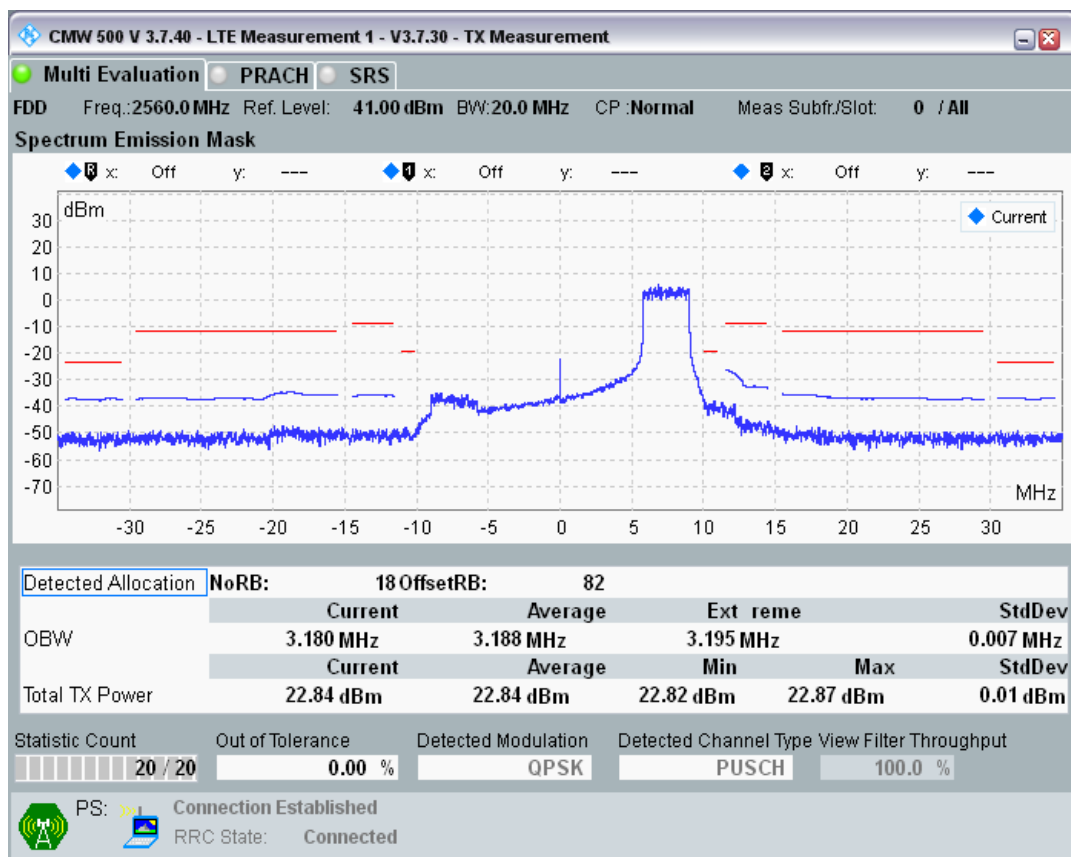 CMW 500 V 3.7.40 - LTE Measurement 1 - V3.7.30 - TX Measurement
Multi Evaluation PRACH SRS
FDD Freq.:2560.0 MHz Ref. Level: 41.00 dBm BW:20.0 MHz CP :Normal Meas Subfr./Slot: 0 / All
Spectrum Emission Mask
R x: Off y: --- 1 x: Off y: --- 2 x: Off y: ---
dBm
Current
30
20
10
0
-10
-20
-30
-40
-50
-60
-70
MHz
-30 -25 -20 -15 -10 -5 0 5 10 15 20 25 30
Detected Allocation NoRB: 18 OffsetRB: 82
Current Average Ext reme StdDev
OBW 3.180 MHz 3.188 MHz 3.195 MHz 0.007 MHz
Current Average Min Max StdDev
Total TX Power 22.84 dBm 22.84 dBm 22.82 dBm 22.87 dBm 0.01 dBm
Statistic Count Out of Tolerance Detected Modulation Detected Channel Type View Filter Throughput
20 / 20 0.00 % QPSK PUSCH 100.0 %
PS: Connection Established
RRC State: Connected